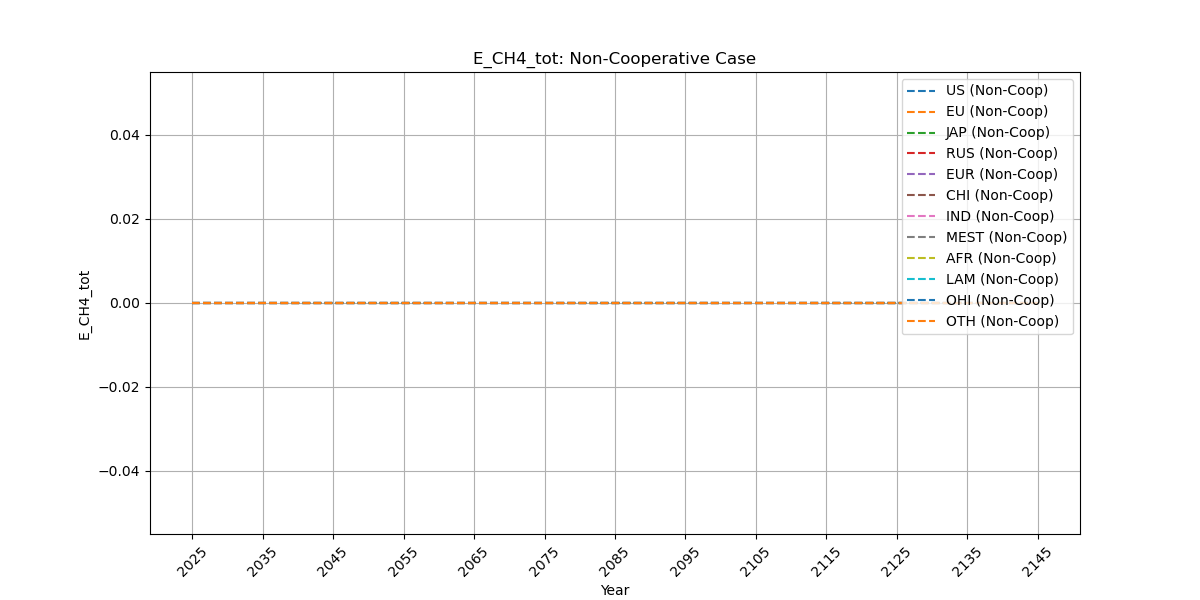 E_CH4_tot: Non-Cooperative Case
US (Non-Coop)
EU (Non-Coop)
JAP (Non-Coop)
RUS (Non-Coop)
EUR (Non-Coop)
CHI (Non-Coop)
IND (Non-Coop)
MEST (Non-Coop)
AFR (Non-Coop)
LAM (Non-Coop)
OHI (Non-Coop)
OTH (Non-Coop)
E_CH4_tot
0.04
0.02
0.00
−0.02
−0.04
2025
2035
2045
2055
2065
2075
2085
2095
2105
2115
2125
2135
2145
Year